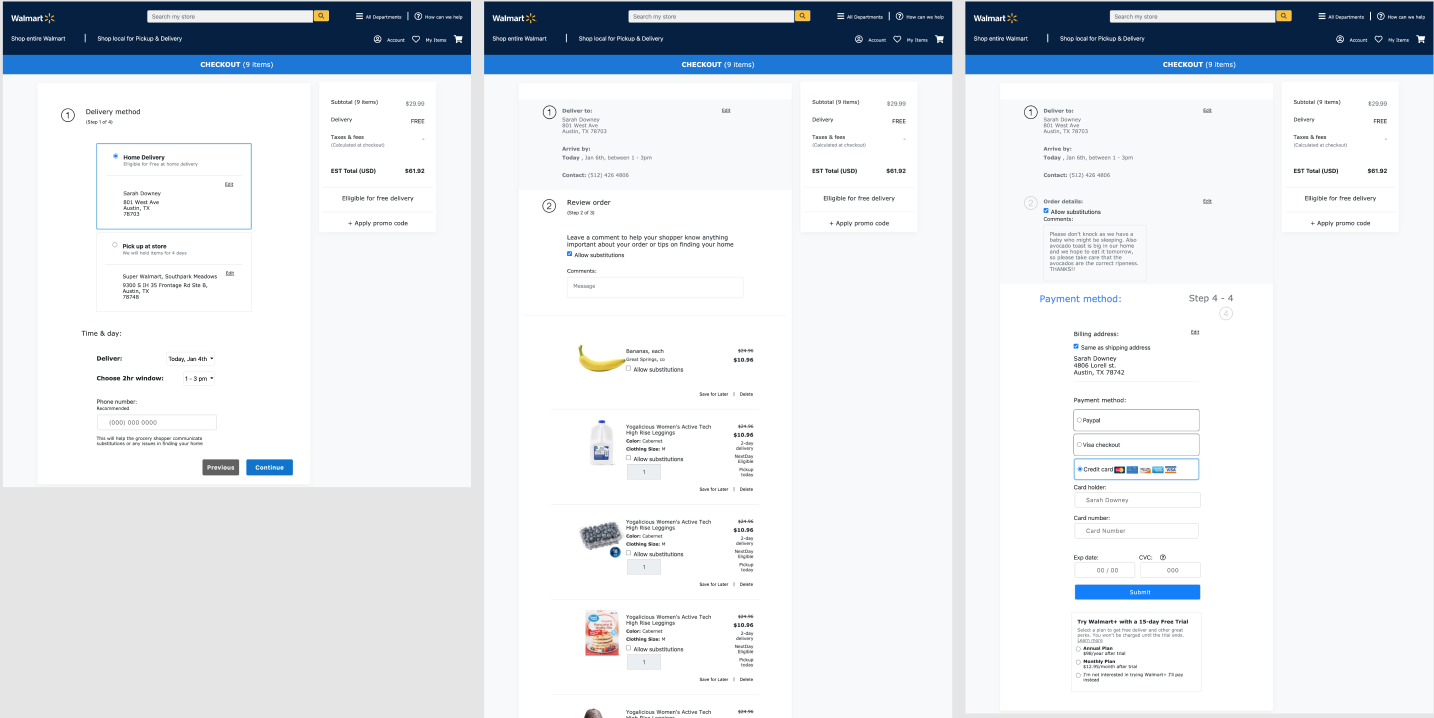 Walmart
Search my store
All Departments
How can we help
Shop entire Walmart
Shop local for Pickup & Delivery
Account
My Items
CHECKOUT (9 items)
1
Delivery method
(Step 1 of 4)
Home Delivery
Elligible for Free at home delivery
Edit
Sarah Downey
801 West Ave
Austin, TX
78703
Pick up at store
We will held items for 4 days
Super Walmart, Southpark Meadows
Edit
9300 S IH 35 Frontage Rd Ste B,
Austin, TX
78748
Time & day:
Deliver:
Today, Jan 4th
Choose 2hr window:
1 - 3 pm
Phone number:
Recommended
(000) 000 0000
This will help the grocery shopper communicate
substitutions or any issues in finding your home
Previous
Continue
Subtotal (9 items)
$29.99
Delivery
FREE
Taxes & fees
-
(Calculated at checkout)
EST Total (USD)
$61.92
Elligible for free delivery
+ Apply promo code
Walmart
Search my store
All Departments
How can we help
Shop entire Walmart
Shop local for Pickup & Delivery
Account
My Items
CHECKOUT (9 items)
1
Deliver to:
Edit
Sarah Downey
801 West Ave
Austin, TX 78703
Arrive by:
Today , Jan 6th, between 1 - 3pm
Contact: (512) 426 4806
2
Review order
(Step 2 of 3)
Leave a comment to help your shopper know anything
important about your order or tips on finding your home
Allow substitutions
Comments:
Message
Bananas, each
$24.96
Great Springs, co
$10.96
Allow substitutions
Save for Later | Delete
Yogalicious Women's Active Tech
High Rise Leggings
$24.96
$10.96
Color: Cabernet
Clothing Size: M
2-day
delivery
Allow substitutions
NextDay
Eligible
1
Pickup
today
Save for Later | Delete
Yogalicious Women's Active Tech
High Rise Leggings
$24.96
$10.96
Color: Cabernet
Clothing Size: M
2-day
delivery
Allow substitutions
NextDay
Eligible
1
Pickup
today
Save for Later | Delete
Yogalicious Women's Active Tech
High Rise Leggings
$24.96
$10.96
Color: Cabernet
Clothing Size: M
2-day
delivery
Allow substitutions
NextDay
Eligible
1
Pickup
today
Save for Later | Delete
Yogalicious Women's Active Tech
$24.96
Subtotal (9 items)
$29.99
Delivery
FREE
Taxes & fees
-
(Calculated at checkout)
EST Total (USD)
$61.92
Elligible for free delivery
+ Apply promo code
Walmart
Search my store
All Departments
How can we help
Shop entire Walmart
Shop local for Pickup & Delivery
Account
My Items
CHECKOUT (9 items)
1
Deliver to:
Edit
Sarah Downey
801 West Ave
Austin, TX 78703
Arrive by:
Today , Jan 6th, between 1 - 3pm
Contact: (512) 426 4806
2
Order details:
Edit
Allow substitutions
Comments:
Please don't knock as we have a
baby who might be sleeping. Also
avocado toast is big in our home
and we hope to eat it tomorrow,
so please take care that the
avocados are the correct ripeness.
THANKS!!!
Payment method:
Step 4 - 4
4
Billing address:
Edit
Same as shipping address
Sarah Downey
4806 Lorell st.
Austin, TX 78742
Payment method:
Paypal
Visa checkout
Credit card
VISA
Card holder:
Sarah Downey
Card number:
Card Number
Exp date:
CVC:
00 / 00
000
Submit
Try Walmart+ with a 15-day Free Trial
Select a plan to get free deliver and other great
perks. You won't be charged until the trial ends.
Learn more
Annual Plan
$98/year after trial
Monthly Plan
$12.95/month after trial
I'm not interested in trying Walmart+ I'll pay
instead
Subtotal (9 items)
$29.99
Delivery
FREE
Taxes & fees
-
(Calculated at checkout)
EST Total (USD)
$61.92
Elligible for free delivery
+ Apply promo code